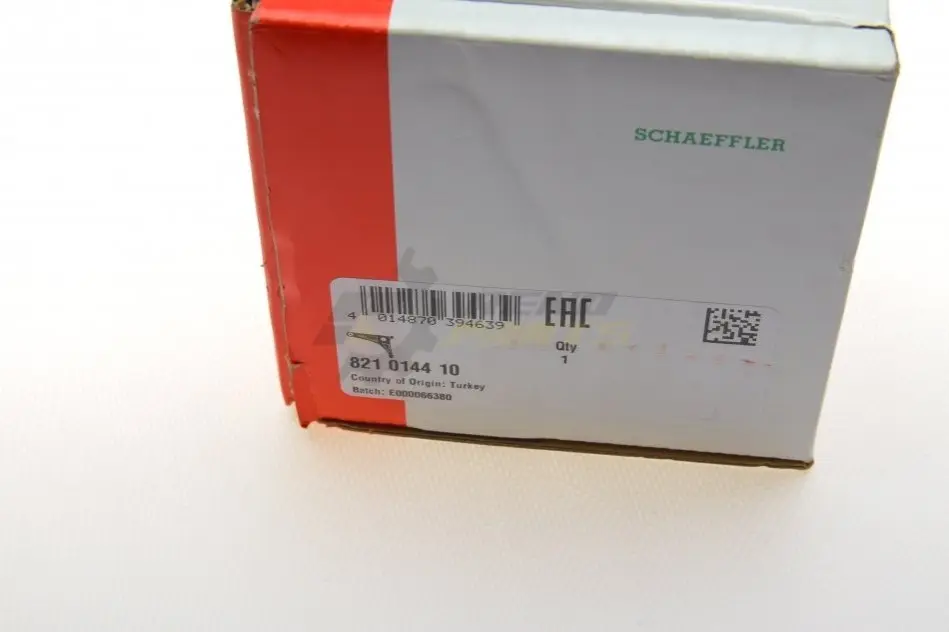 SCHAEFFLER
4 014870 394639
EAC
Qty
1
821 0144 10
Country of Origin: Turkey
Batch: E000066380